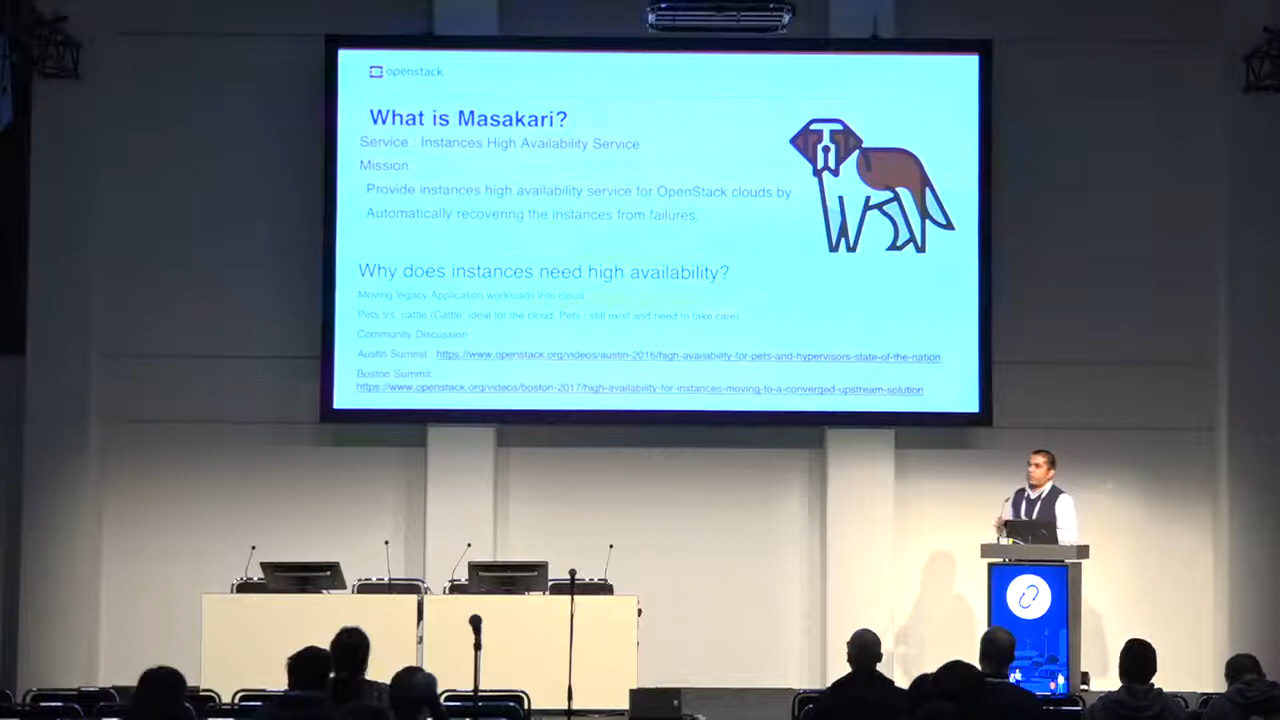 openstack
What is Masakari?
Service : Instances High Availability Service
Mission:
Provide instances high availability service for OpenStack clouds by
Automatically recovering the instances from failures.
Why does instances need high availability?
Moving legacy Application workloads into cloud
Pets Vs. cattle (Cattle: ideal for the cloud, Pets : still exist and need to take care)
Community Discussion:
Austin Summit : https://www.openstack.org/videos/austin-2016/high-availability-for-pets-and-hypervisors-state-of-the-nation
Boston Summit:
https://www.openstack.org/videos/boston-2017/high-availability-for-instances-moving-to-a-converged-upstream-solution